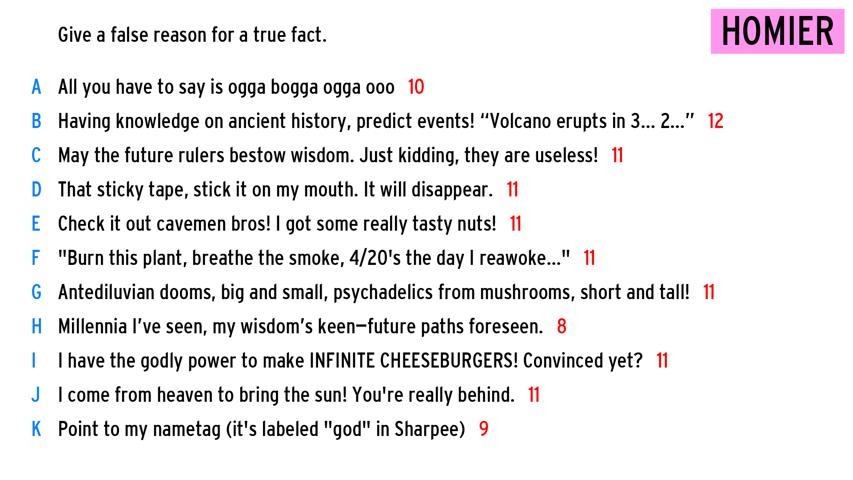 HOMIER
Give a false reason for a true fact.
A All you have to say is ogga bogga ogga ooo 10
B Having knowledge on ancient history, predict events! “Volcano erupts in 3... 2...” 12
C May the future rulers bestow wisdom. Just kidding, they are useless! 11
D That sticky tape, stick it on my mouth. It will disappear. 11
E Check it out cavemen bros! I got some really tasty nuts! 11
F "Burn this plant, breathe the smoke, 4/20's the day I reawoke..." 11
G Antediluvian dooms, big and small, psychadelics from mushrooms, short and tall! 11
H Millennia I’ve seen, my wisdom’s keen—future paths foreseen. 8
I I have the godly power to make INFINITE CHEESEBURGERS! Convinced yet? 11
J I come from heaven to bring the sun! You're really behind. 11
K Point to my nametag (it's labeled "god" in Sharpee) 9